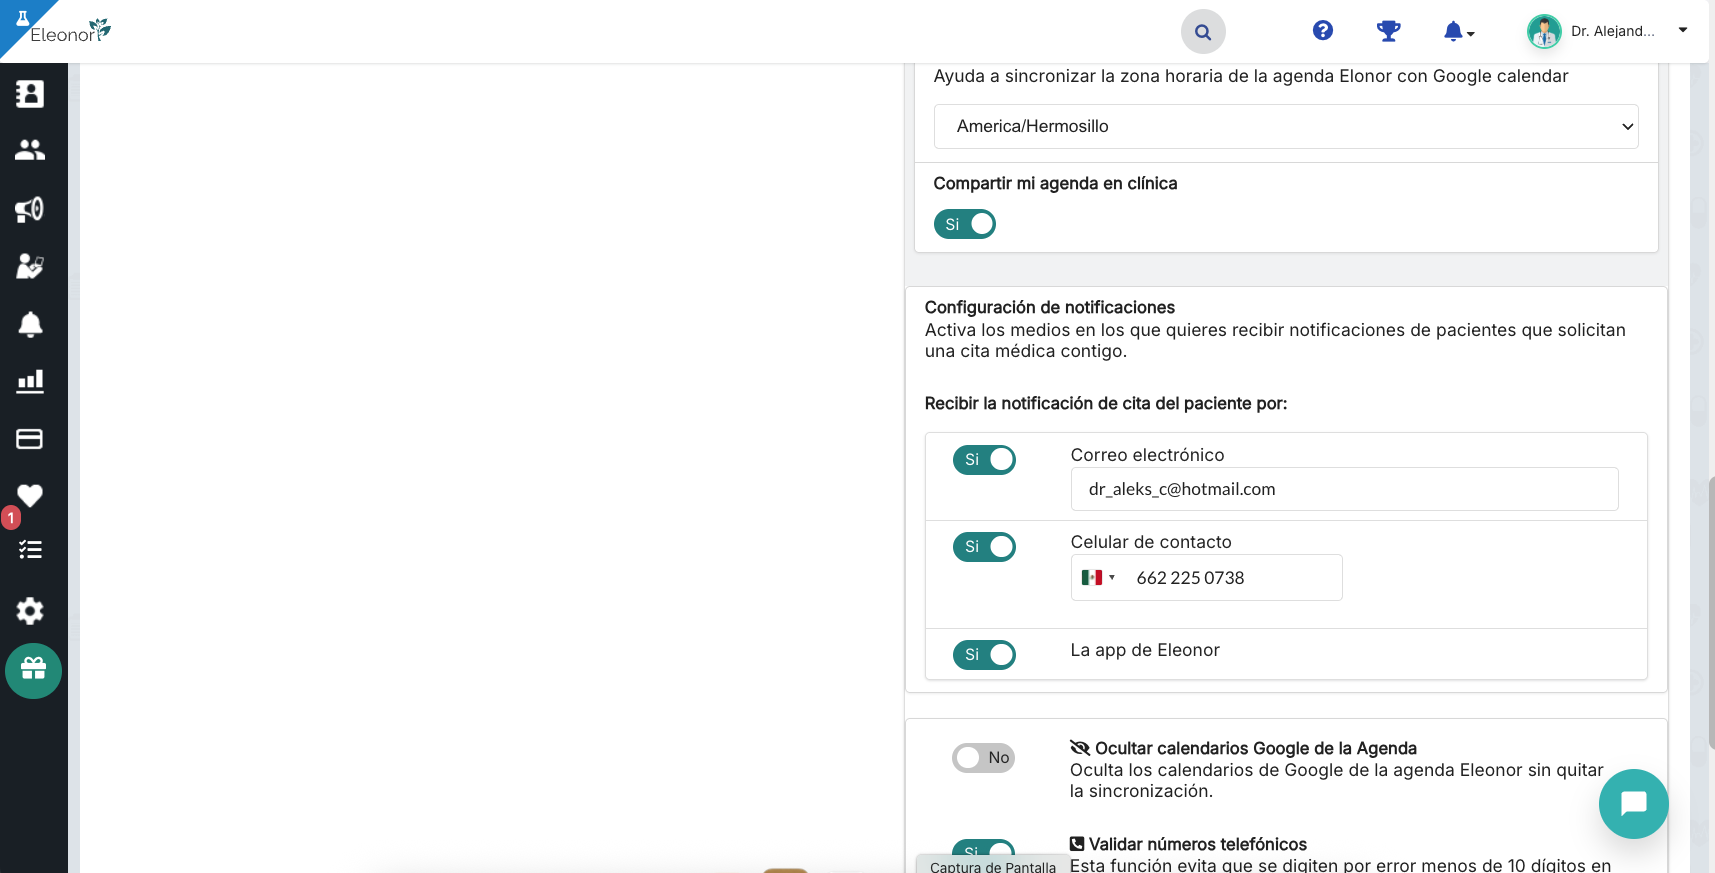 Eleonor
Dr. Alejand...
Ayuda a sincronizar la zona horaria de la agenda Elonor con Google calendar
America/Hermosillo
Compartir mi agenda en clínica
Si
Configuración de notificaciones
Activa los medios en los que quieres recibir notificaciones de pacientes que solicitan
una cita médica contigo.
Recibir la notificación de cita del paciente por:
Si
Correo electrónico
dr_aleks_c@hotmail.com
Si
Celular de contacto
662 225 0738
Si
La app de Eleonor
1
No
Ocultar calendarios Google de la Agenda
Oculta los calendarios de Google de la agenda Eleonor sin quitar
la sincronización.
Si
Validar números telefónicos
Esta función evita que se digiten por error menos de 10 dígitos en
Captura de Pantalla